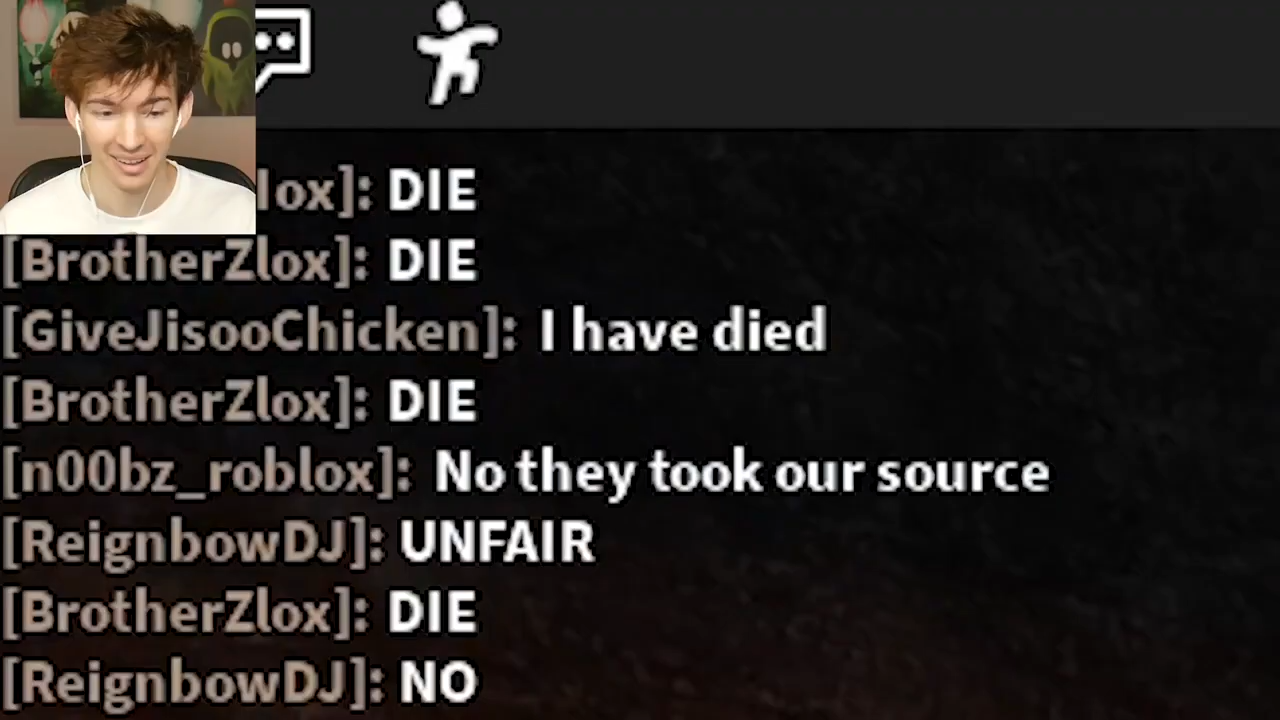 lox]: DIE
[BrotherZlox]: DIE
[GiveJisooChicken]: I have died
[BrotherZlox]: DIE
[n00bz_roblox]: No they took our source
[ReignbowDJ]: UNFAIR
[BrotherZlox]: DIE
[ReignbowDJ]: NO